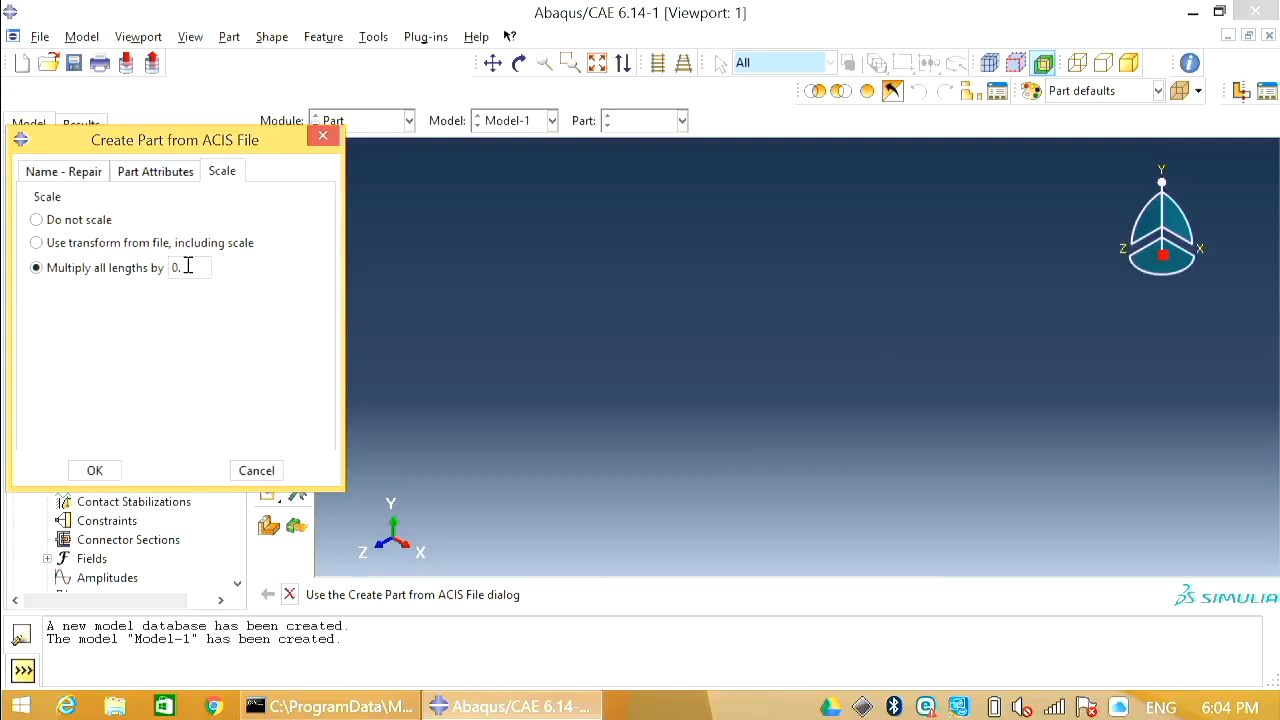 Abaqus/CAE 6.14-1 [Viewport: 1]
File Model Viewport View Part Shape Feature Tools Plug-ins Help
All
Part defaults
Model Results Module: Part Model: Model-1 Part:
Create Part from ACIS File
Name - Repair Part Attributes Scale
Scale
Do not scale
Use transform from file, including scale
Multiply all lengths by 0.
OK Cancel
Y
Z X
Contact Stabilizations
Constraints
Connector Sections
Fields
Amplitudes
Y
Z X
Use the Create Part from ACIS File dialog
SIMULIA
A new model database has been created.
The model "Model-1" has been created.
>>>
C:\ProgramData\M... Abaqus/CAE 6.14-... ENG 6:04 PM